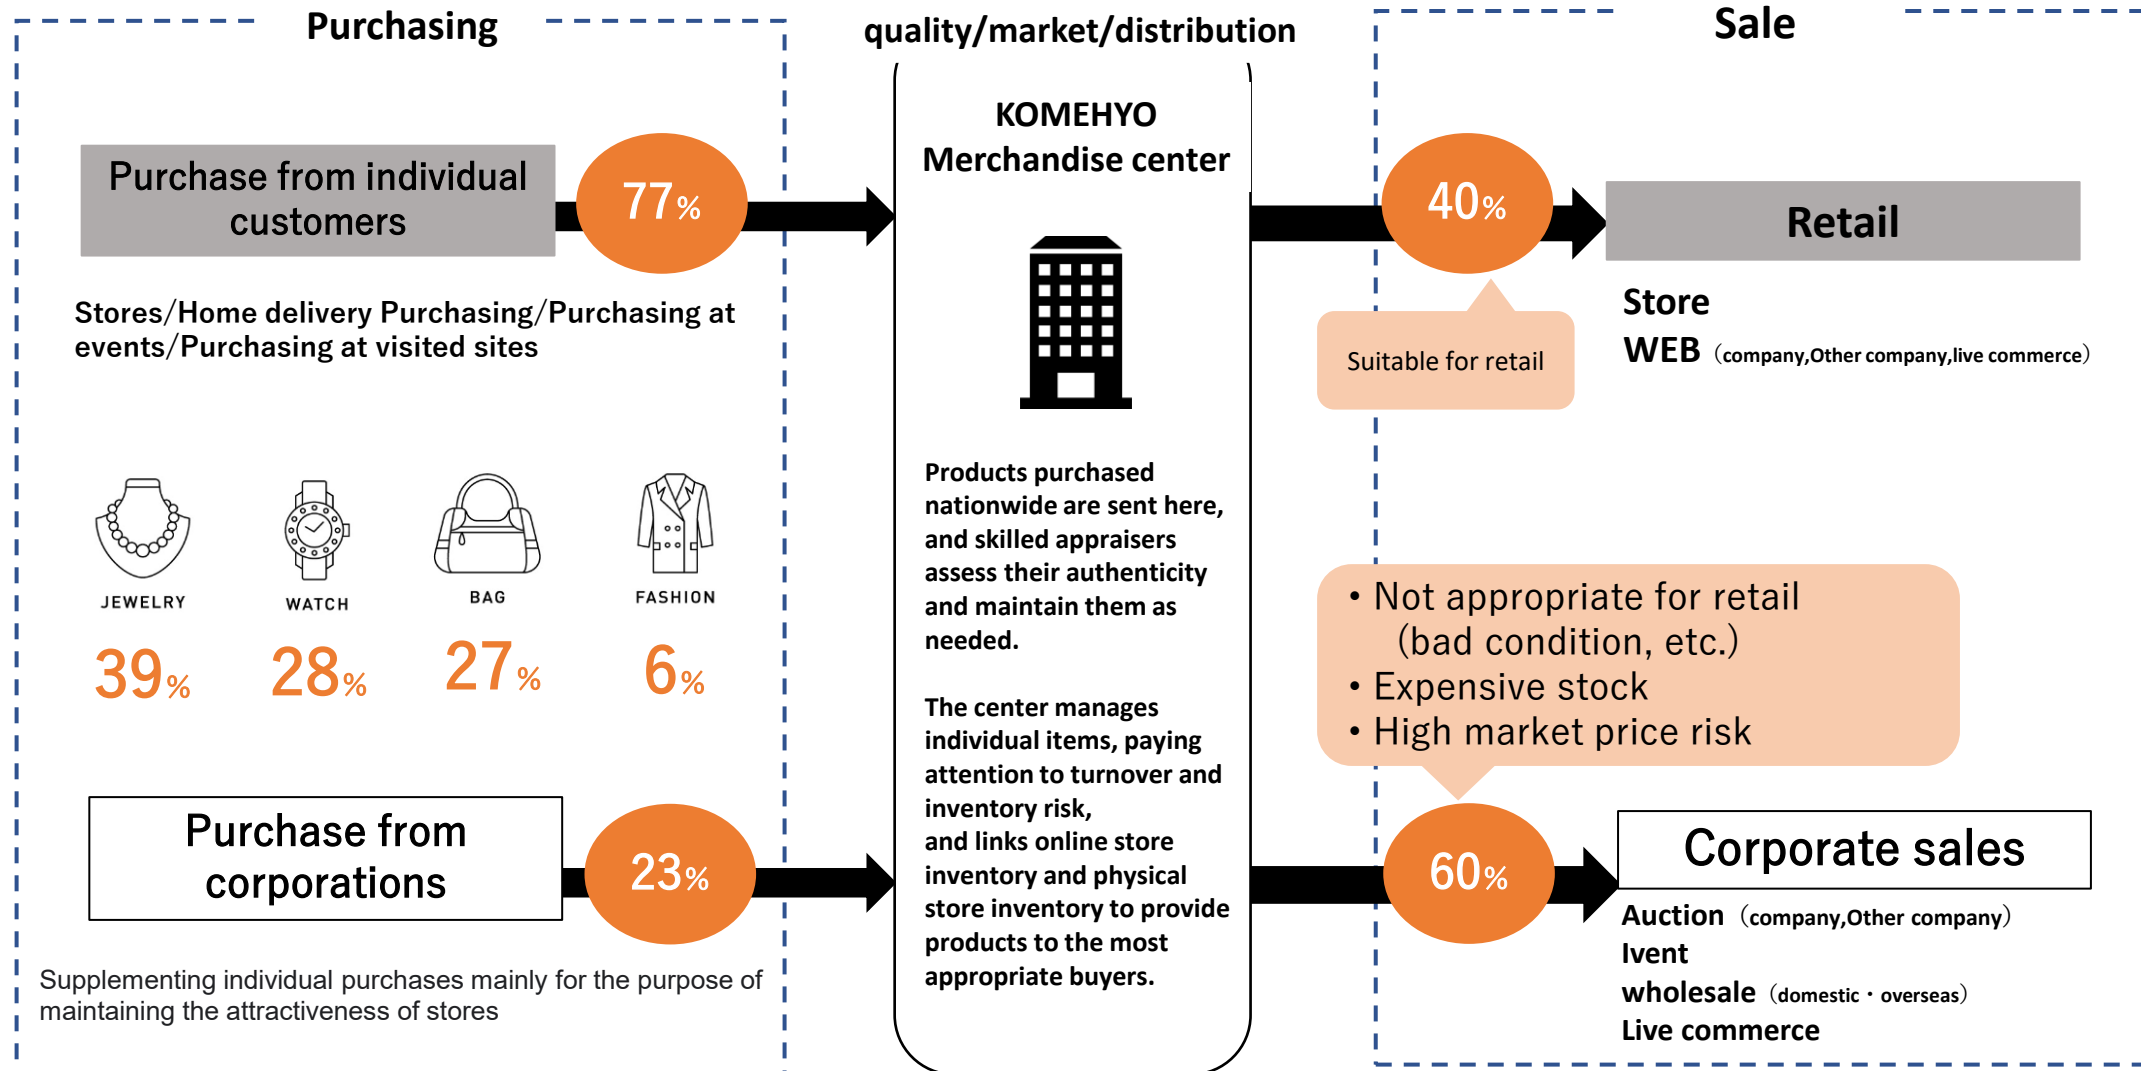 Purchasing
Purchase from individual
customers
77%
Stores/Home delivery Purchasing/Purchasing at
events/Purchasing at visited sites
JEWELRY
WATCH
BAG
FASHION
39%
28%
27%
6%
Purchase from
corporations
23%
Supplementing individual purchases mainly for the purpose of
maintaining the attractiveness of stores
quality/market/distribution
KOMEHYO
Merchandise center
Products purchased
nationwide are sent here,
and skilled appraisers
assess their authenticity
and maintain them as
needed.
The center manages
individual items, paying
attention to turnover and
inventory risk,
and links online store
inventory and physical
store inventory to provide
products to the most
appropriate buyers.
Sale
40%
Retail
Suitable for retail
Store
WEB（company,Other company,live commerce）
• Not appropriate for retail
（bad condition, etc.）
• Expensive stock
• High market price risk
60%
Corporate sales
Auction（company,Other company）
Ivent
wholesale（domestic・overseas）
Live commerce